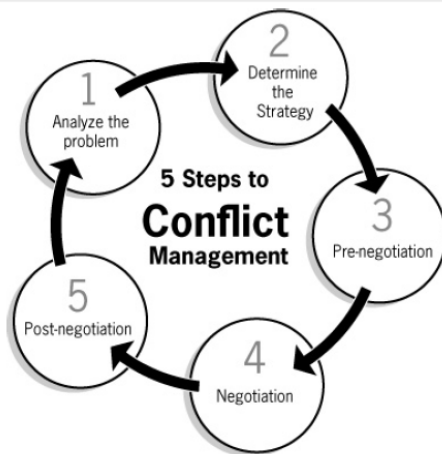 5 Steps to
Conflict
Management
1
Analyze the
problem
2
Determine
the
Strategy
3
Pre-negotiation
4
Negotiation
5
Post-negotiation